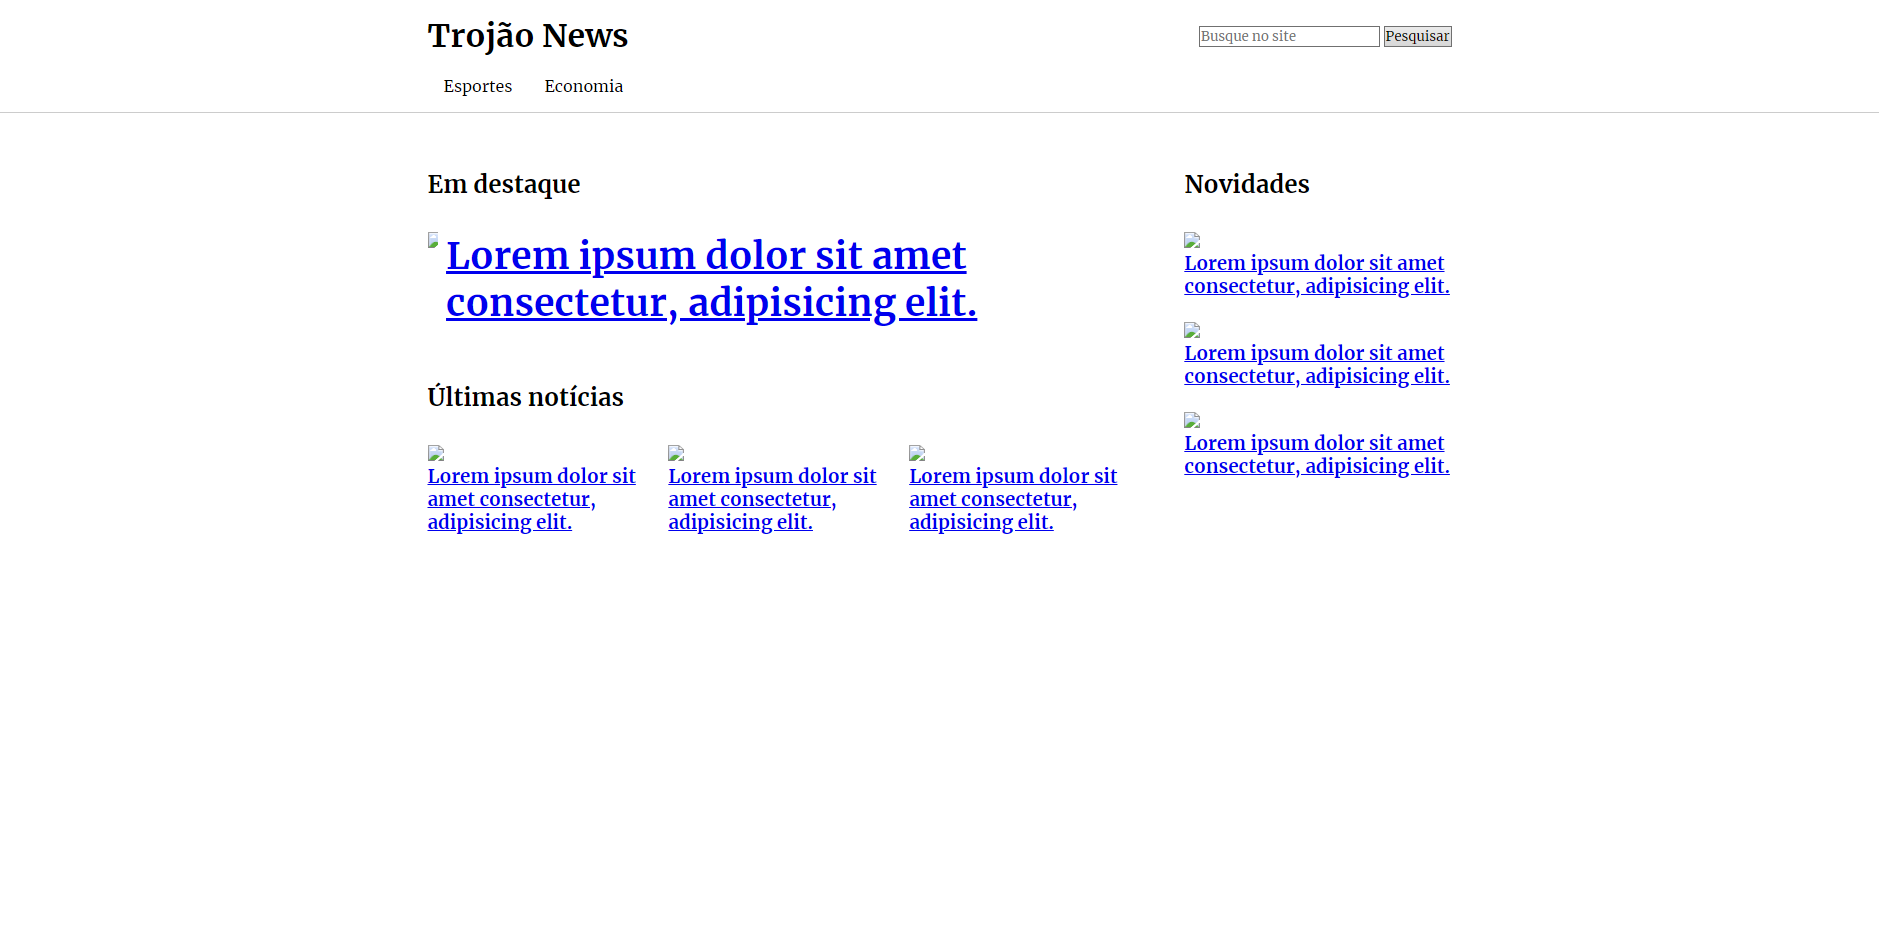 Trojão News
Busque no site
Pesquisar
Esportes
Economia
Em destaque
Lorem ipsum dolor sit amet
consectetur, adipisicing elit.
Últimas notícias
Lorem ipsum dolor sit
amet consectetur,
adipisicing elit.
Lorem ipsum dolor sit
amet consectetur,
adipisicing elit.
Lorem ipsum dolor sit
amet consectetur,
adipisicing elit.
Novidades
Lorem ipsum dolor sit amet
consectetur, adipisicing elit.
Lorem ipsum dolor sit amet
consectetur, adipisicing elit.
Lorem ipsum dolor sit amet
consectetur, adipisicing elit.